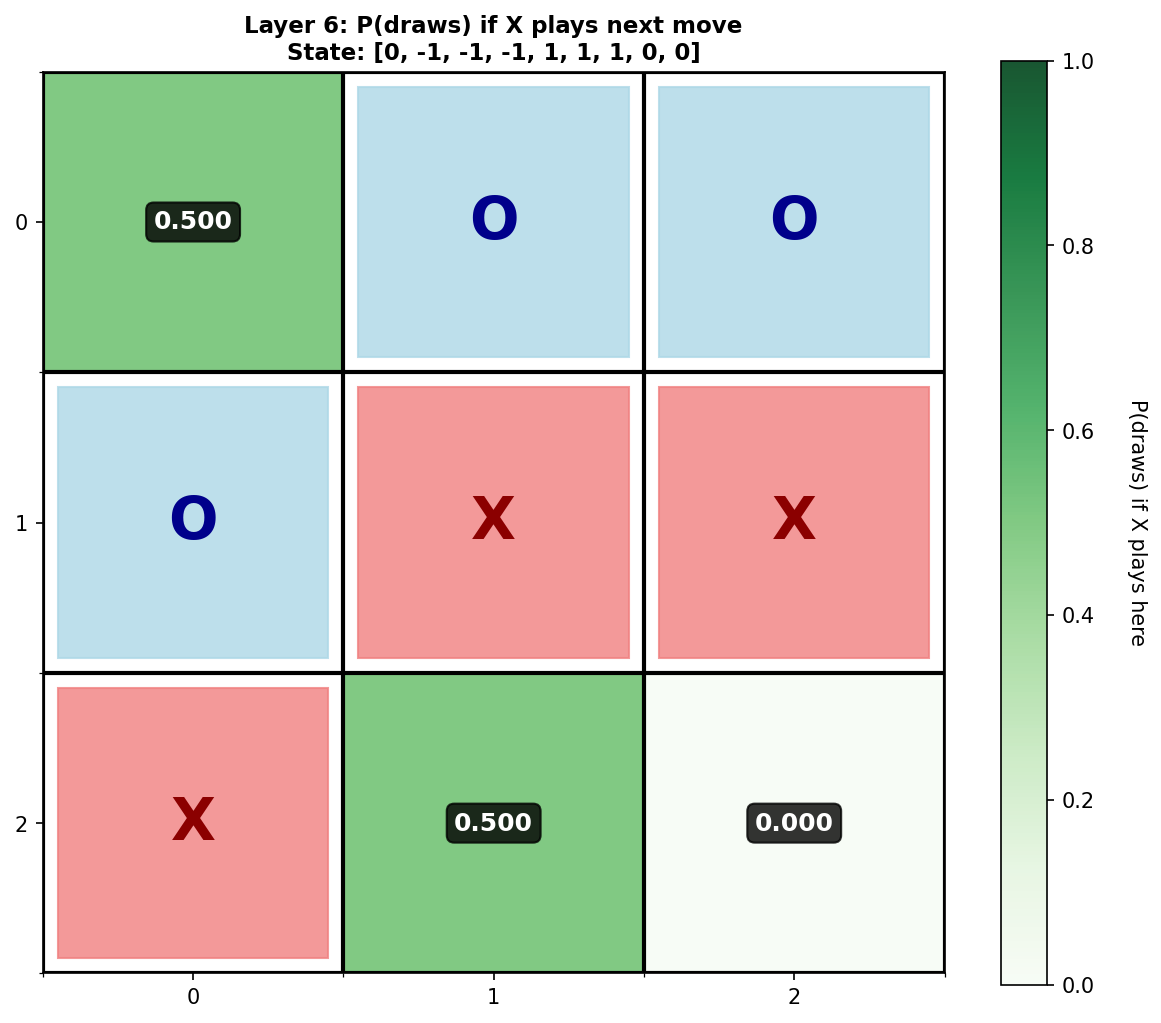 Layer 6: P(draws) if X plays next move
State: [0, -1, -1, -1, 1, 1, 1, 0, 0]
0
0.500
O
O
1
O
X
X
2
X
0.500
0.000
0
1
2
1.0
0.8
0.6
0.4
0.2
0.0
P(draws) if X plays here